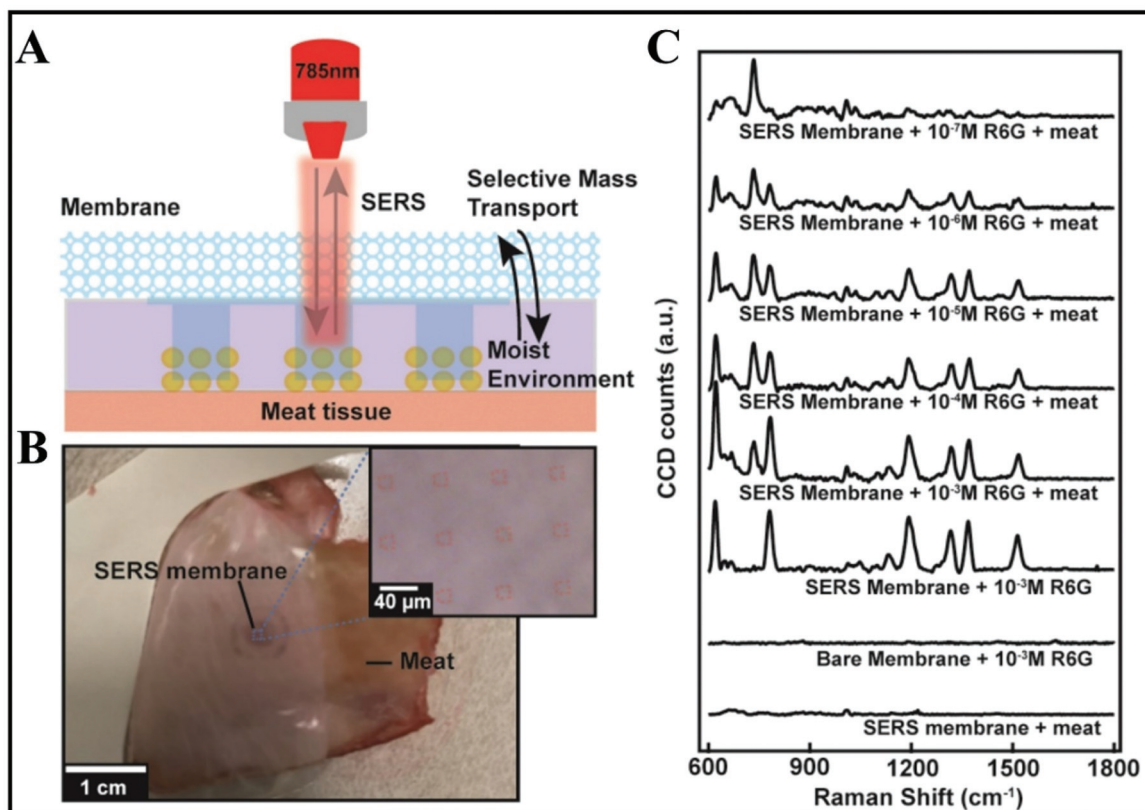 A
785nm
Membrane
SERS
Selective Mass
Transport
Moist
Environment
Meat tissue
B
SERS membrane
40 µm
Meat
1 cm
C
CCD counts (a.u.)
SERS Membrane + 10⁻⁷M R6G + meat
SERS Membrane + 10⁻⁶M R6G + meat
SERS Membrane + 10⁻⁵M R6G + meat
SERS Membrane + 10⁻⁴M R6G + meat
SERS Membrane + 10⁻³M R6G + meat
SERS Membrane + 10⁻³M R6G
Bare Membrane + 10⁻³M R6G
SERS membrane + meat
600 900 1200 1500 1800
Raman Shift (cm⁻¹)